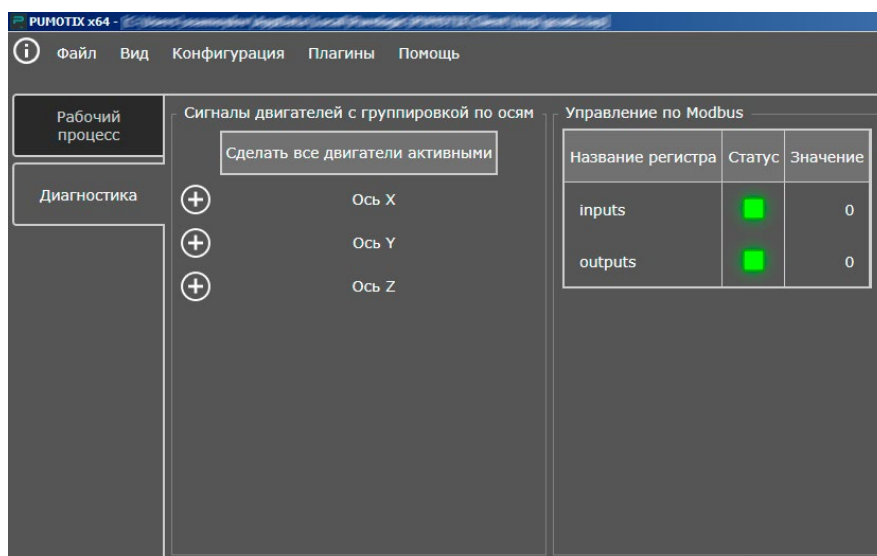 PUMOTIX x64 -
Файл Вид Конфигурация Плагины Помощь
Рабочий
процесс
Диагностика
Сигналы двигателей с группировкой по осям
Сделать все двигатели активными
Ось X
Ось Y
Ось Z
Управление по Modbus
Название регистра Статус Значение
inputs 0
outputs 0